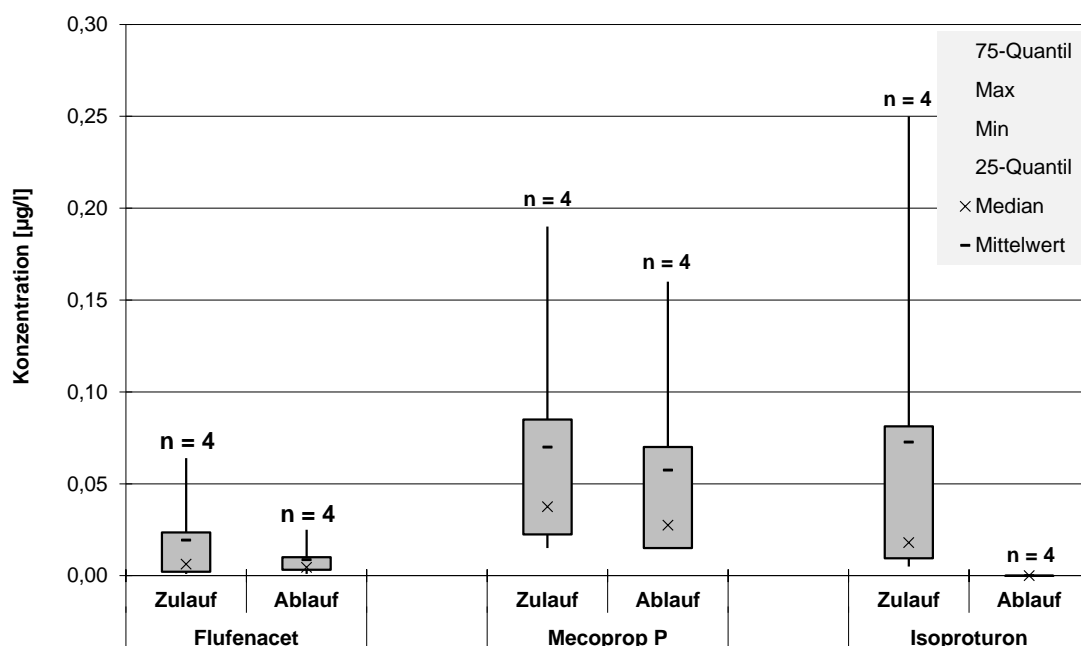 0,30
0,25
0,20
0,15
0,10
0,05
0,00
Konzentration [µg/l]
75-Quantil
Max
Min
25-Quantil
× Median
- Mittelwert
n = 4
n = 4
n = 4
n = 4
n = 4
n = 4
Zulauf Ablauf Zulauf Ablauf Zulauf Ablauf
Flufenacet Mecoprop P Isoproturon